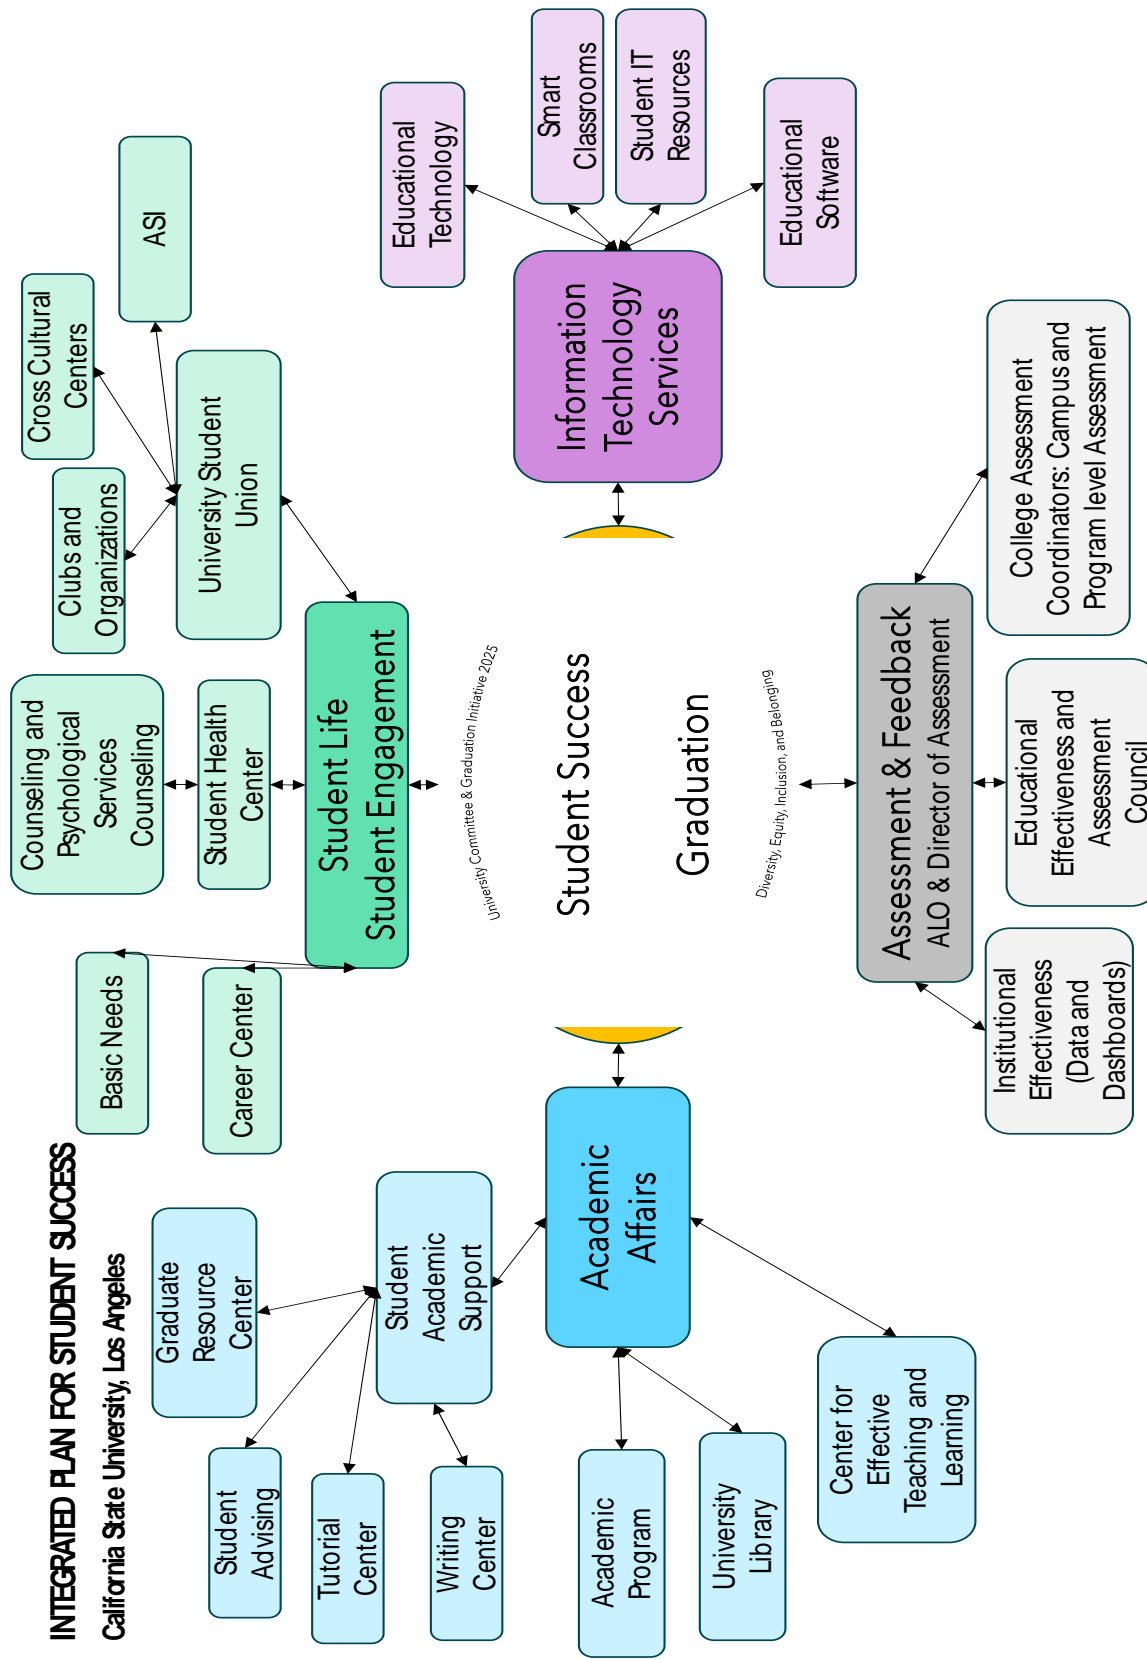 INTEGRATED PLAN FOR STUDENT SUCCESS
California State University, Los Angeles
Basic Needs
Career Center
Counseling and
Psychological
Services
Counseling
Student Health
Center
Clubs and
Organizations
Cross Cultural
Centers
ASI
University Student
Union
Student Life
Student Engagement
Graduate
Resource
Center
Student
Advising
Tutorial
Center
Writing
Center
Student
Academic
Support
Academic
Affairs
Academic
Program
University
Library
Center for
Effective
Teaching and
Learning
University Committee & Graduation Initiative 2025
Student Success
Graduation
Diversity, Equity, Inclusion, and Belonging
Information
Technology
Services
Educational
Technology
Smart
Classrooms
Student IT
Resources
Educational
Software
Assessment & Feedback
ALO & Director of Assessment
Institutional
Effectiveness
(Data and
Dashboards)
Educational
Effectiveness and
Assessment
Council
College Assessment
Coordinators: Campus and
Program level Assessment